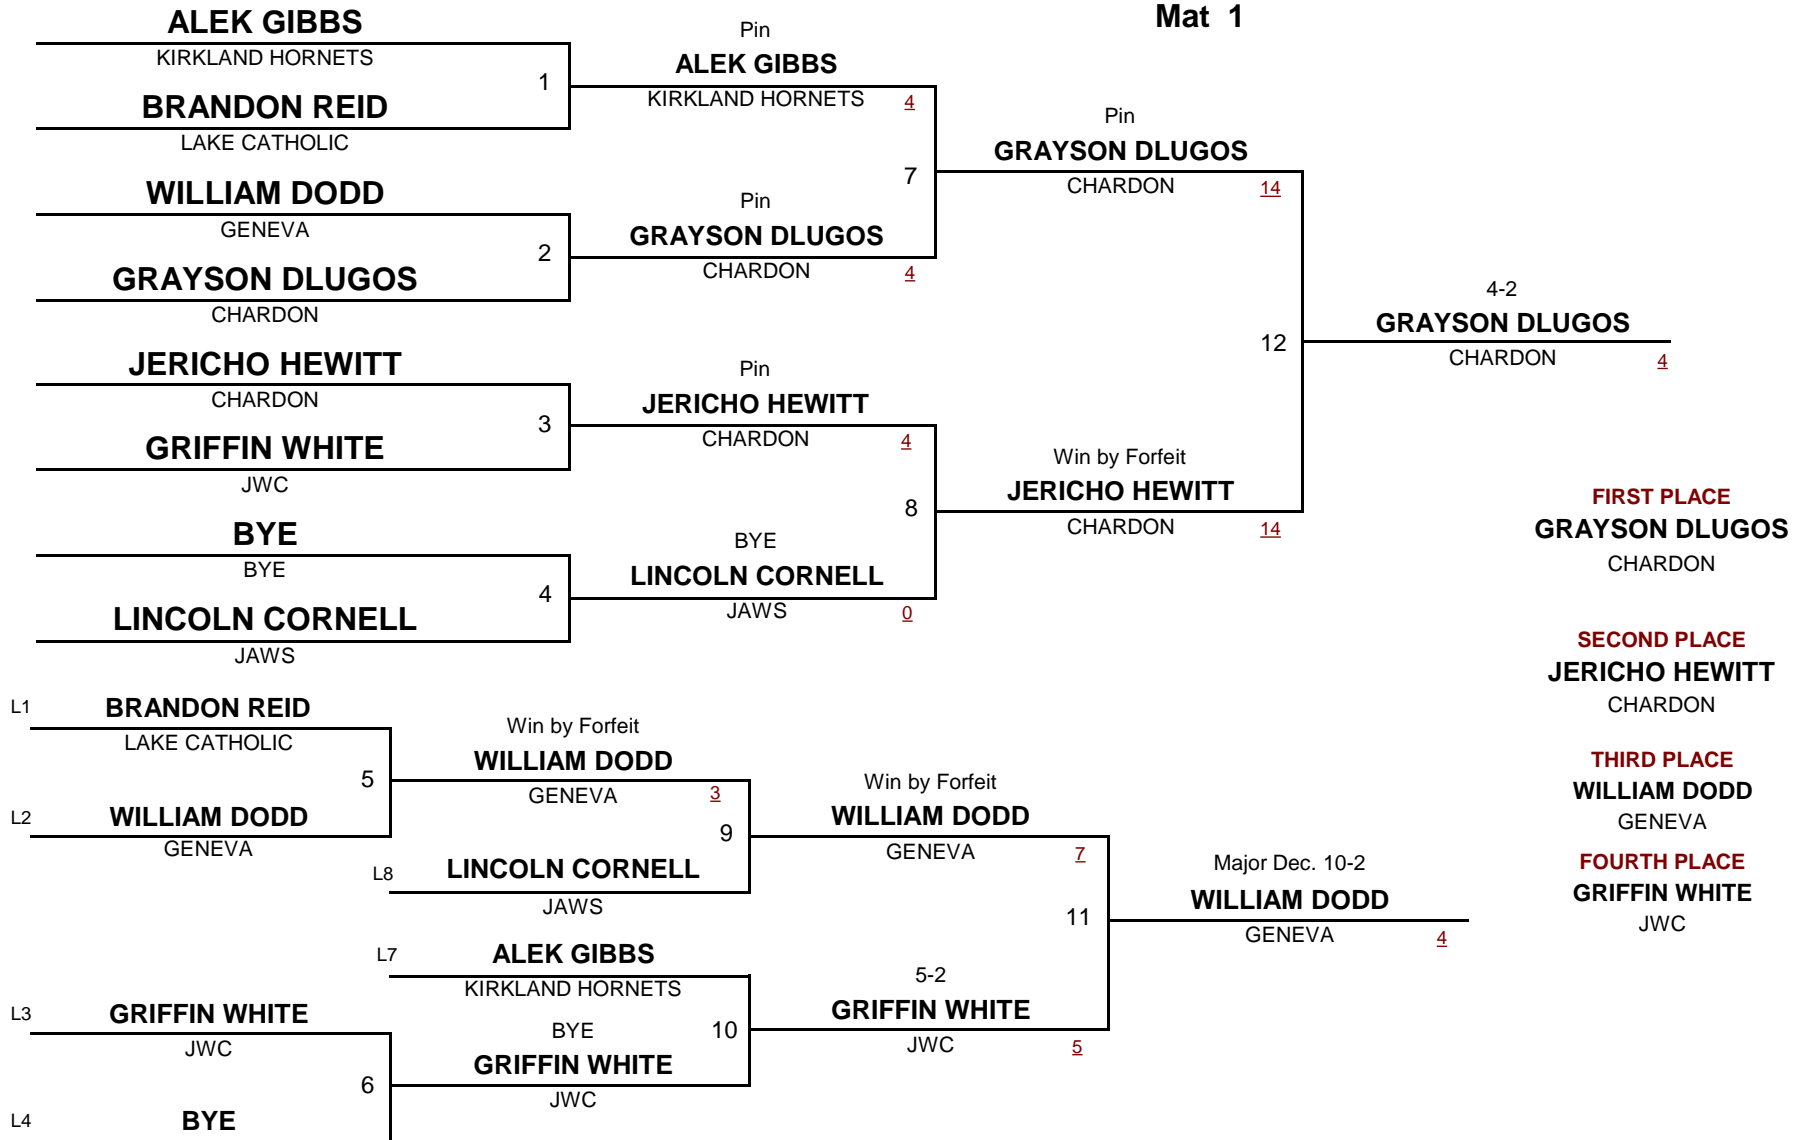 Mat 1
ALEK GIBBS
KIRKLAND HORNETS
1
BRANDON REID
LAKE CATHOLIC
WILLIAM DODD
GENEVA
2
GRAYSON DLUGOS
CHARDON
JERICHO HEWITT
CHARDON
3
GRIFFIN WHITE
JWC
BYE
BYE
4
LINCOLN CORNELL
JAWS
Pin
ALEK GIBBS
KIRKLAND HORNETS 4
7
Pin
GRAYSON DLUGOS
CHARDON 4
Pin
JERICHO HEWITT
CHARDON 4
8
BYE
LINCOLN CORNELL
JAWS 0
Pin
GRAYSON DLUGOS
CHARDON 14
12
Win by Forfeit
JERICHO HEWITT
CHARDON 14
4-2
GRAYSON DLUGOS
CHARDON 4
FIRST PLACE
GRAYSON DLUGOS
CHARDON
SECOND PLACE
JERICHO HEWITT
CHARDON
THIRD PLACE
WILLIAM DODD
GENEVA
FOURTH PLACE
GRIFFIN WHITE
JWC
L1 BRANDON REID
LAKE CATHOLIC
5
L2 WILLIAM DODD
GENEVA
L3 GRIFFIN WHITE
JWC
6
L4 BYE
Win by Forfeit
WILLIAM DODD
GENEVA 3
9
L8 LINCOLN CORNELL
JAWS
L7 ALEK GIBBS
KIRKLAND HORNETS
10
BYE
GRIFFIN WHITE
JWC
Win by Forfeit
WILLIAM DODD
GENEVA 7
11
5-2
GRIFFIN WHITE
JWC 5
Major Dec. 10-2
WILLIAM DODD
GENEVA 4